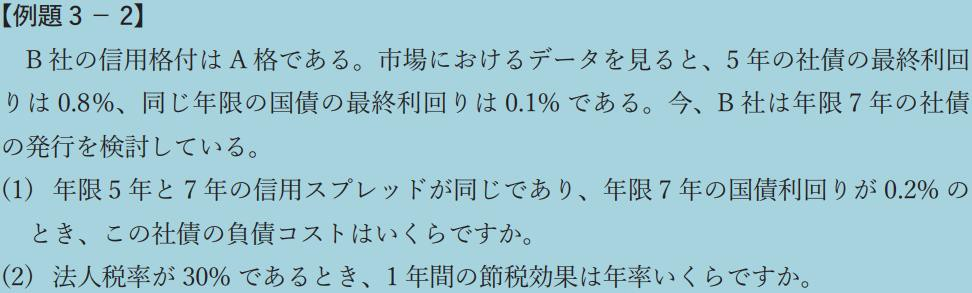 【例題3-2】
B社の信用格付はA格である。市場におけるデータを見ると、5年の社債の最終利回
りは0.8%、同じ年限の国債の最終利回りは0.1%である。今、B社は年限7年の社債
の発行を検討している。
(1) 年限5年と7年の信用スプレッドが同じであり、年限7年の国債利回りが0.2%の
とき、この社債の負債コストはいくらですか。
(2) 法人税率が30%であるとき、1年間の節税効果は年率いくらですか。